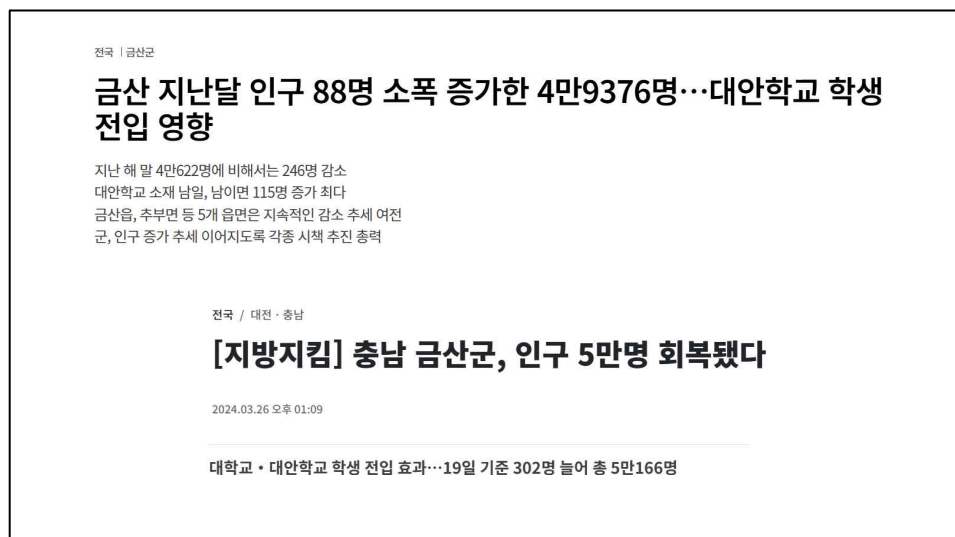 전국 | 금산군
금산 지난달 인구 88명 소폭 증가한 4만9376명…대안학교 학생
전입 영향
지난 해 말 4만622명에 비해서는 246명 감소
대안학교 소재 남일, 남이면 115명 증가 최다
금산읍, 추부면 등 5개 읍면은 지속적인 감소 추세 여전
군, 인구 증가 추세 이어지도록 각종 시책 추진 총력
전국 / 대전·충남
[지방지킴] 충남 금산군, 인구 5만명 회복됐다
2024.03.26 오후 01:09
대학교·대안학교 학생 전입 효과…19일 기준 302명 늘어 총 5만166명